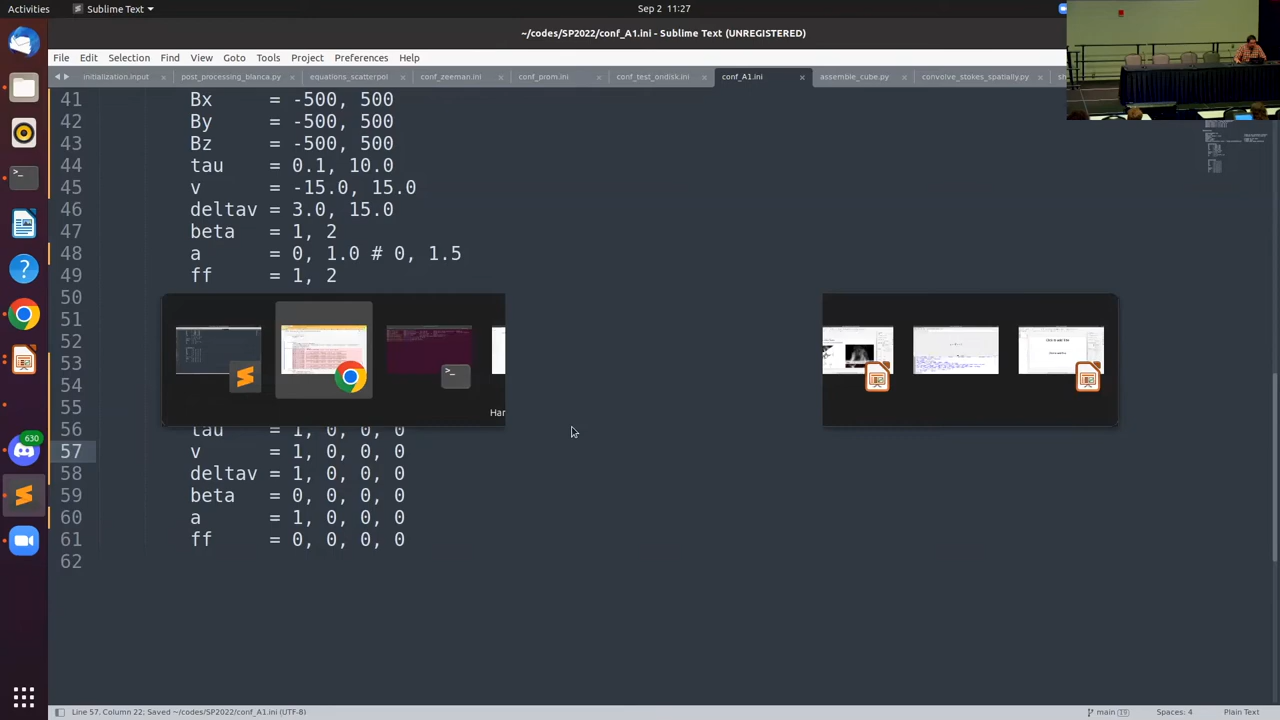 Activities
Sublime Text
Sep 2 11:27
~/codes/SP2022/conf_A1.ini - Sublime Text (UNREGISTERED)
File Edit Selection Find View Goto Tools Project Preferences Help
initialization.input × post_processing_blanca.py × equations_scatterpol × conf_zeeman.ini × conf_prom.ini × conf_test_ondisk.ini × conf_A1.ini × assemble_cube.py × convolve_stokes_spatially.py ×
41 Bx = -500, 500
42 By = -500, 500
43 Bz = -500, 500
44 tau = 0.1, 10.0
45 v = -15.0, 15.0
46 deltav = 3.0, 15.0
47 beta = 1, 2
48 a = 0, 1.0 # 0, 1.5
49 ff = 1, 2
50
51
52
53
54
55
56 tau = 1, 0, 0, 0
57 v = 1, 0, 0, 0
58 deltav = 1, 0, 0, 0
59 beta = 0, 0, 0, 0
60 a = 1, 0, 0, 0
61 ff = 0, 0, 0, 0
62
630
Line 57, Column 22; Saved ~/codes/SP2022/conf_A1.ini (UTF-8)
main 19
Spaces: 4
Plain Text